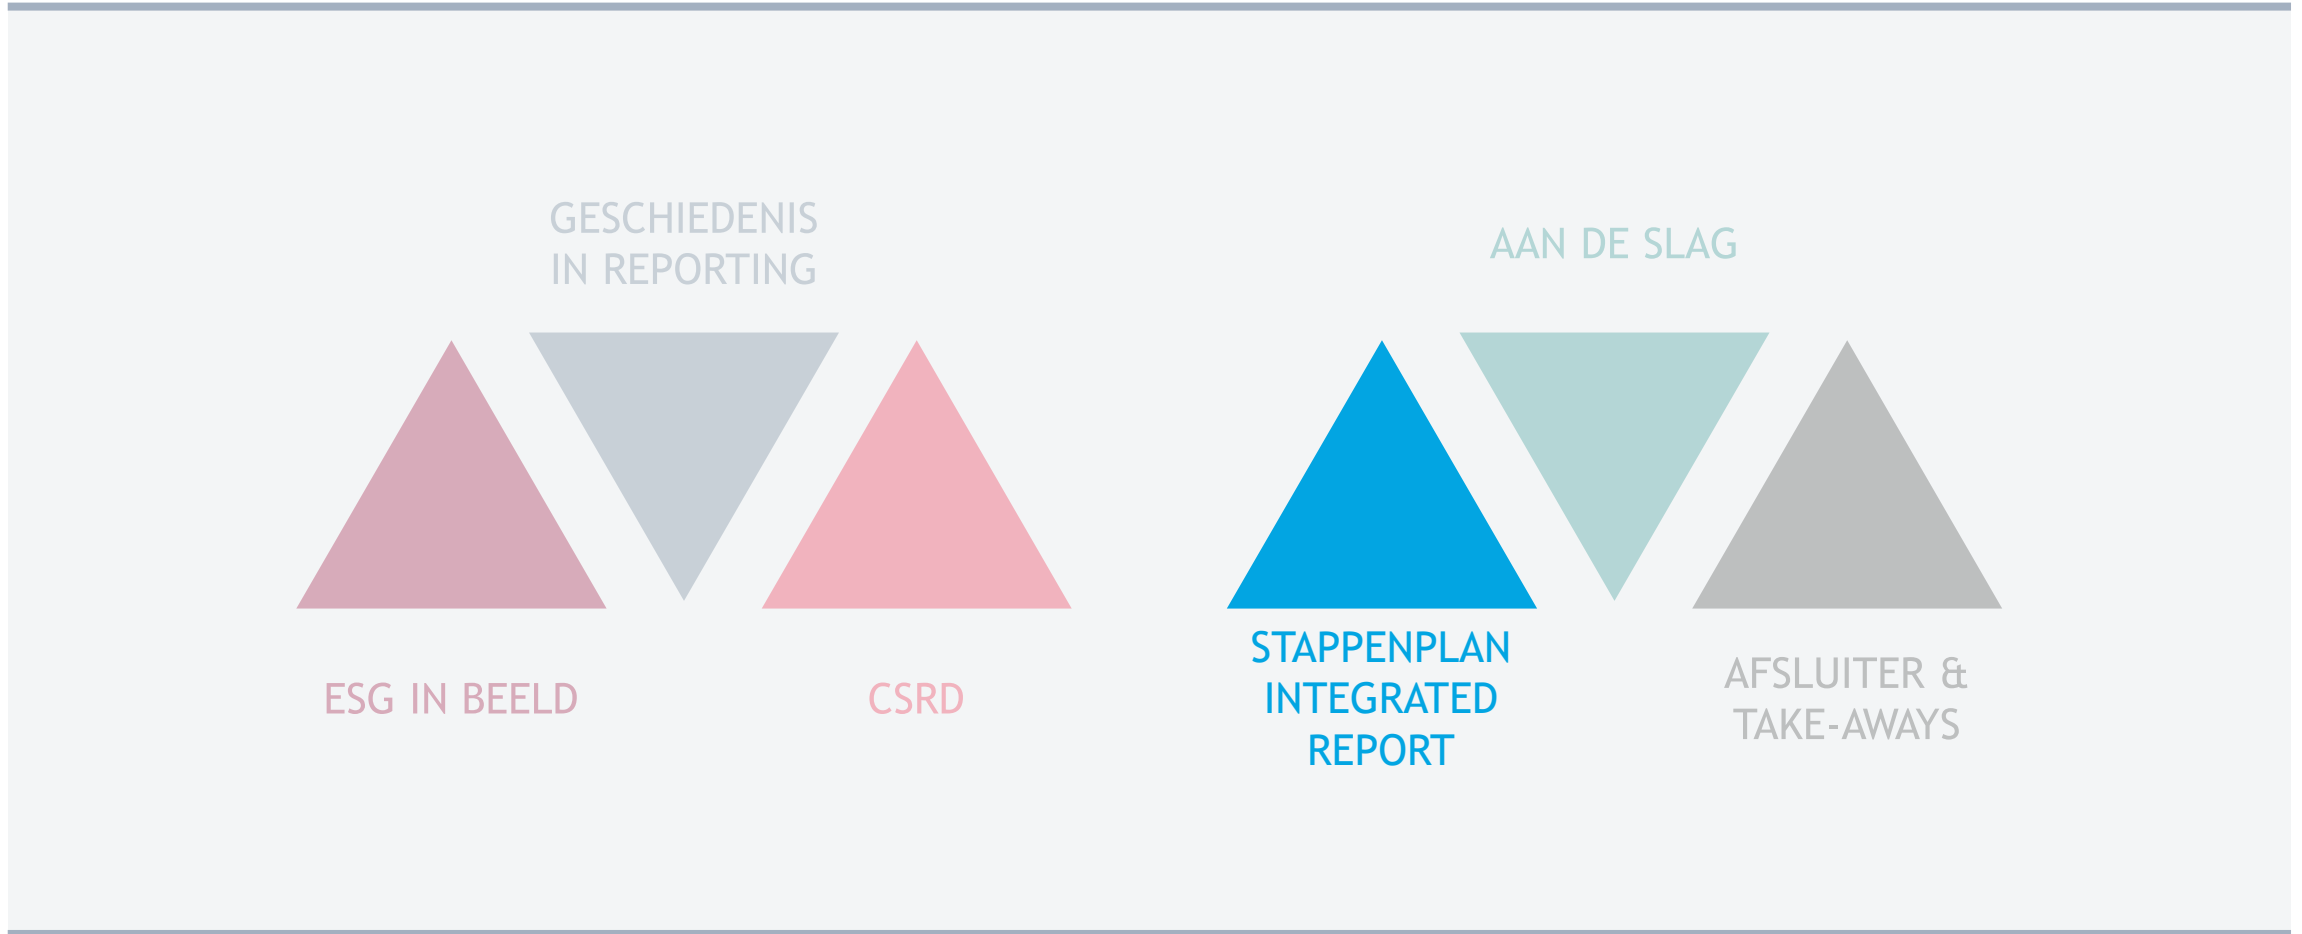 GESCHIEDENIS
IN REPORTING
AAN DE SLAG
ESG IN BEELD
CSRD
STAPPENPLAN
INTEGRATED
REPORT
AFSLUITER &
TAKE-AWAYS